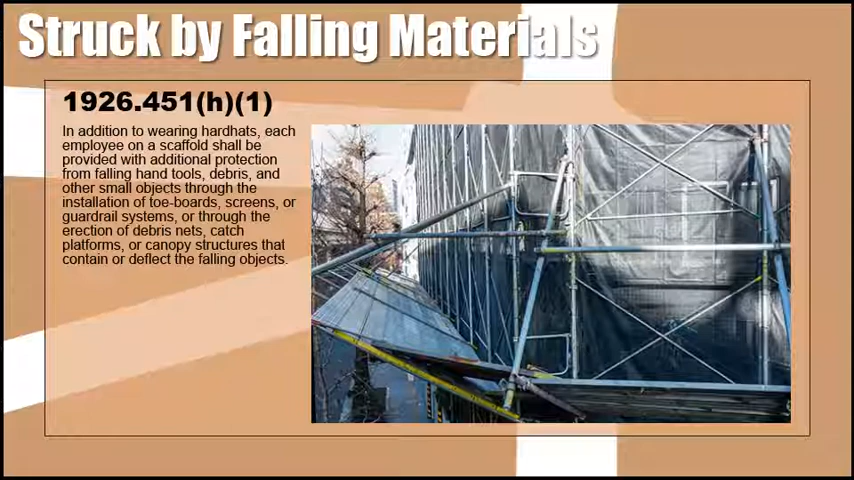 Struck by Falling Materials
1926.451(h)(1)
In addition to wearing hardhats, each
employee on a scaffold shall be
provided with additional protection
from falling hand tools, debris, and
other small objects through the
installation of toe-boards, screens, or
guardrail systems, or through the
erection of debris nets, catch
platforms, or canopy structures that
contain or deflect the falling objects.